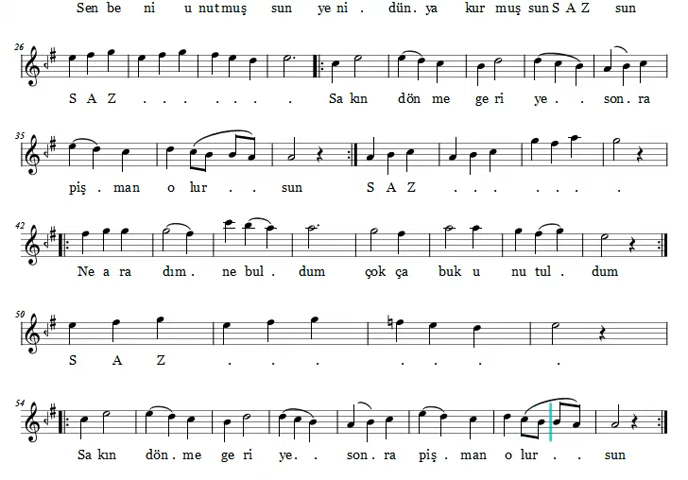 Sen be ni u nutmuş sun ye ni . dün . ya kur muş sun S A Z sun
26
S A Z . . . . . . Sa kın dön me ge ri ye . . son . ra
35
piş . man o lur . . sun S A Z . . . . . .
42
Ne a ra dım . ne bul . dum çok ça buk u nu tul . dum
50
S A Z . . . . . . .
54
Sa kın dön . me ge ri ye . . son . ra piş . man o lur . . sun